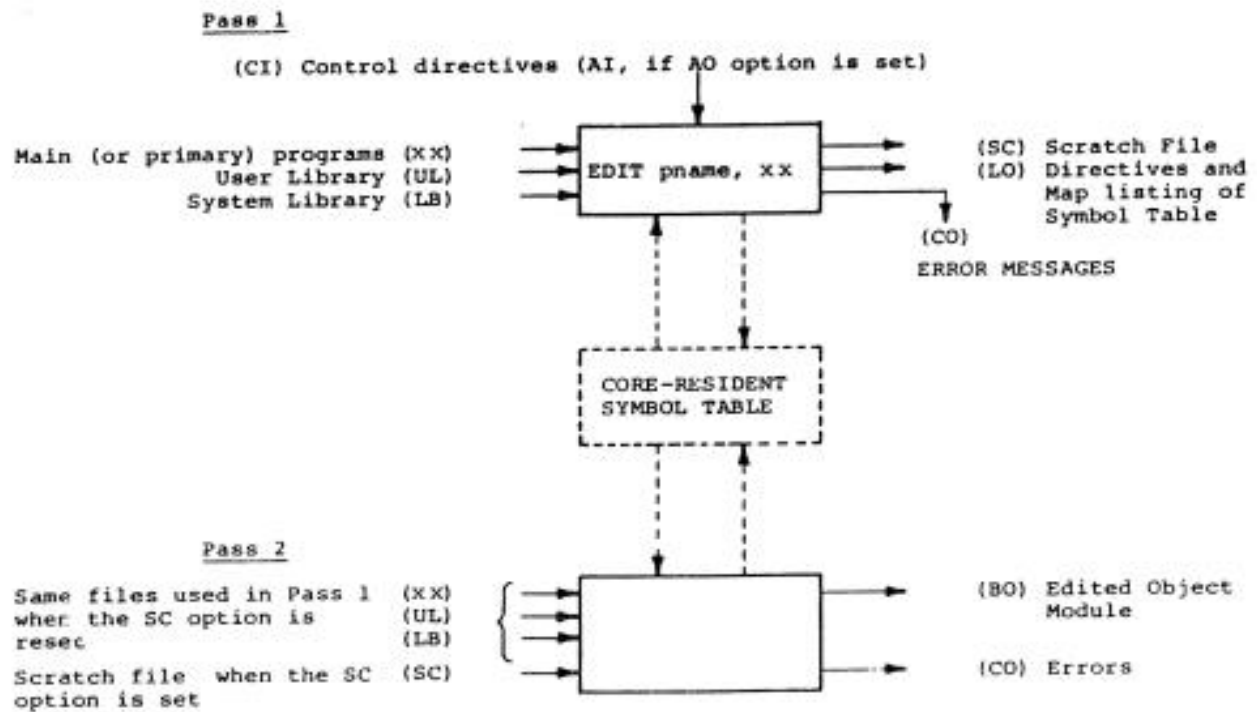 Pass 1
(CI) Control directives (AI, if AO option is set)
Main (or primary) programs (XX)
User Library (UL)
System Library (LB)
EDIT pname, XX
(SC) Scratch File
(LO) Directives and
Map listing of
Symbol Table
(CO)
ERROR MESSAGES
CORE-RESIDENT
SYMBOL TABLE
Pass 2
Same files used in Pass 1 (XX)
wher the SC option is (UL)
reset (LB)
Scratch file when the SC (SC)
option is set
(BO) Edited Object
Module
(CO) Errors